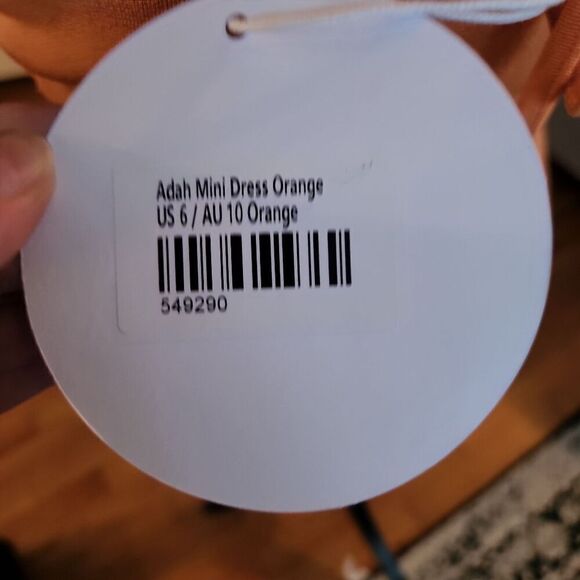 Adah Mini Dress Orange
US 6 / AU 10 Orange
549290